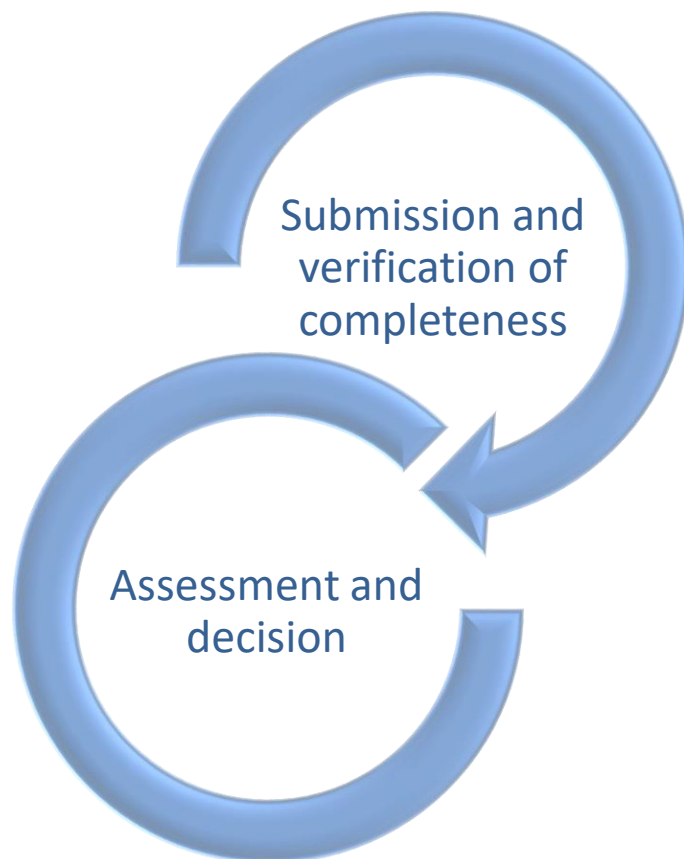 Submission and
verification of
completeness
Assessment and
decision